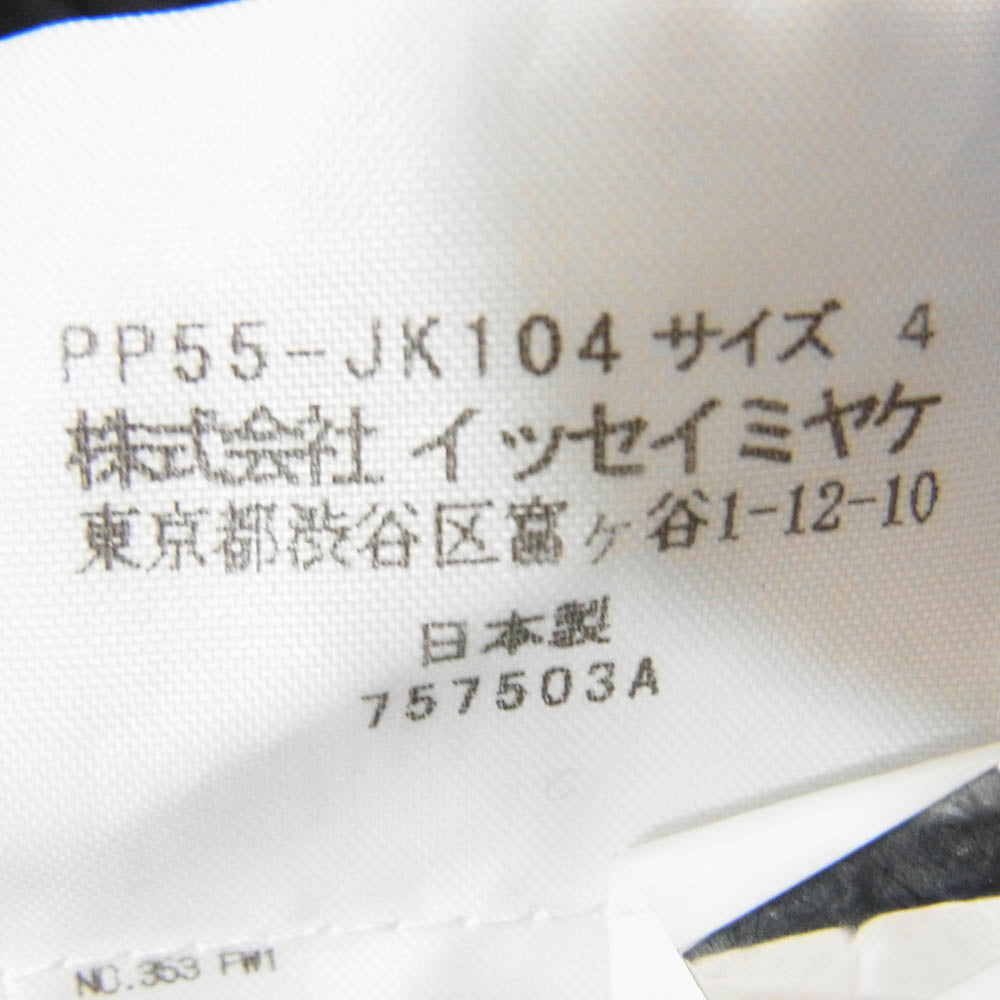 PP55-JK104 サイズ 4
株式会社 イッセイミヤケ
東京都渋谷区富ヶ谷1-12-10
日本製
757503A
NO.353 PW1